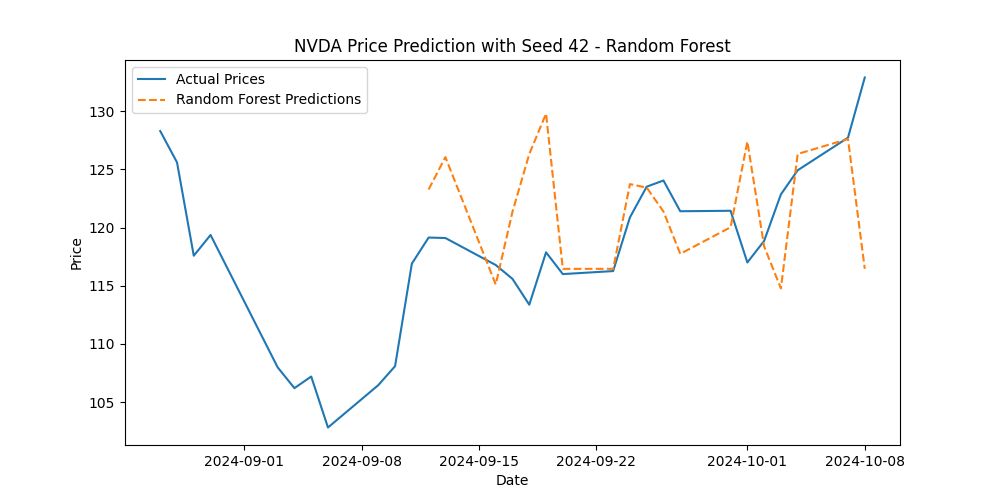 NVDA Price Prediction with Seed 42 - Random Forest
Actual Prices
Random Forest Predictions
130
125
120
115
110
105
Price
2024-09-01
2024-09-08
2024-09-15
2024-09-22
2024-10-01
2024-10-08
Date